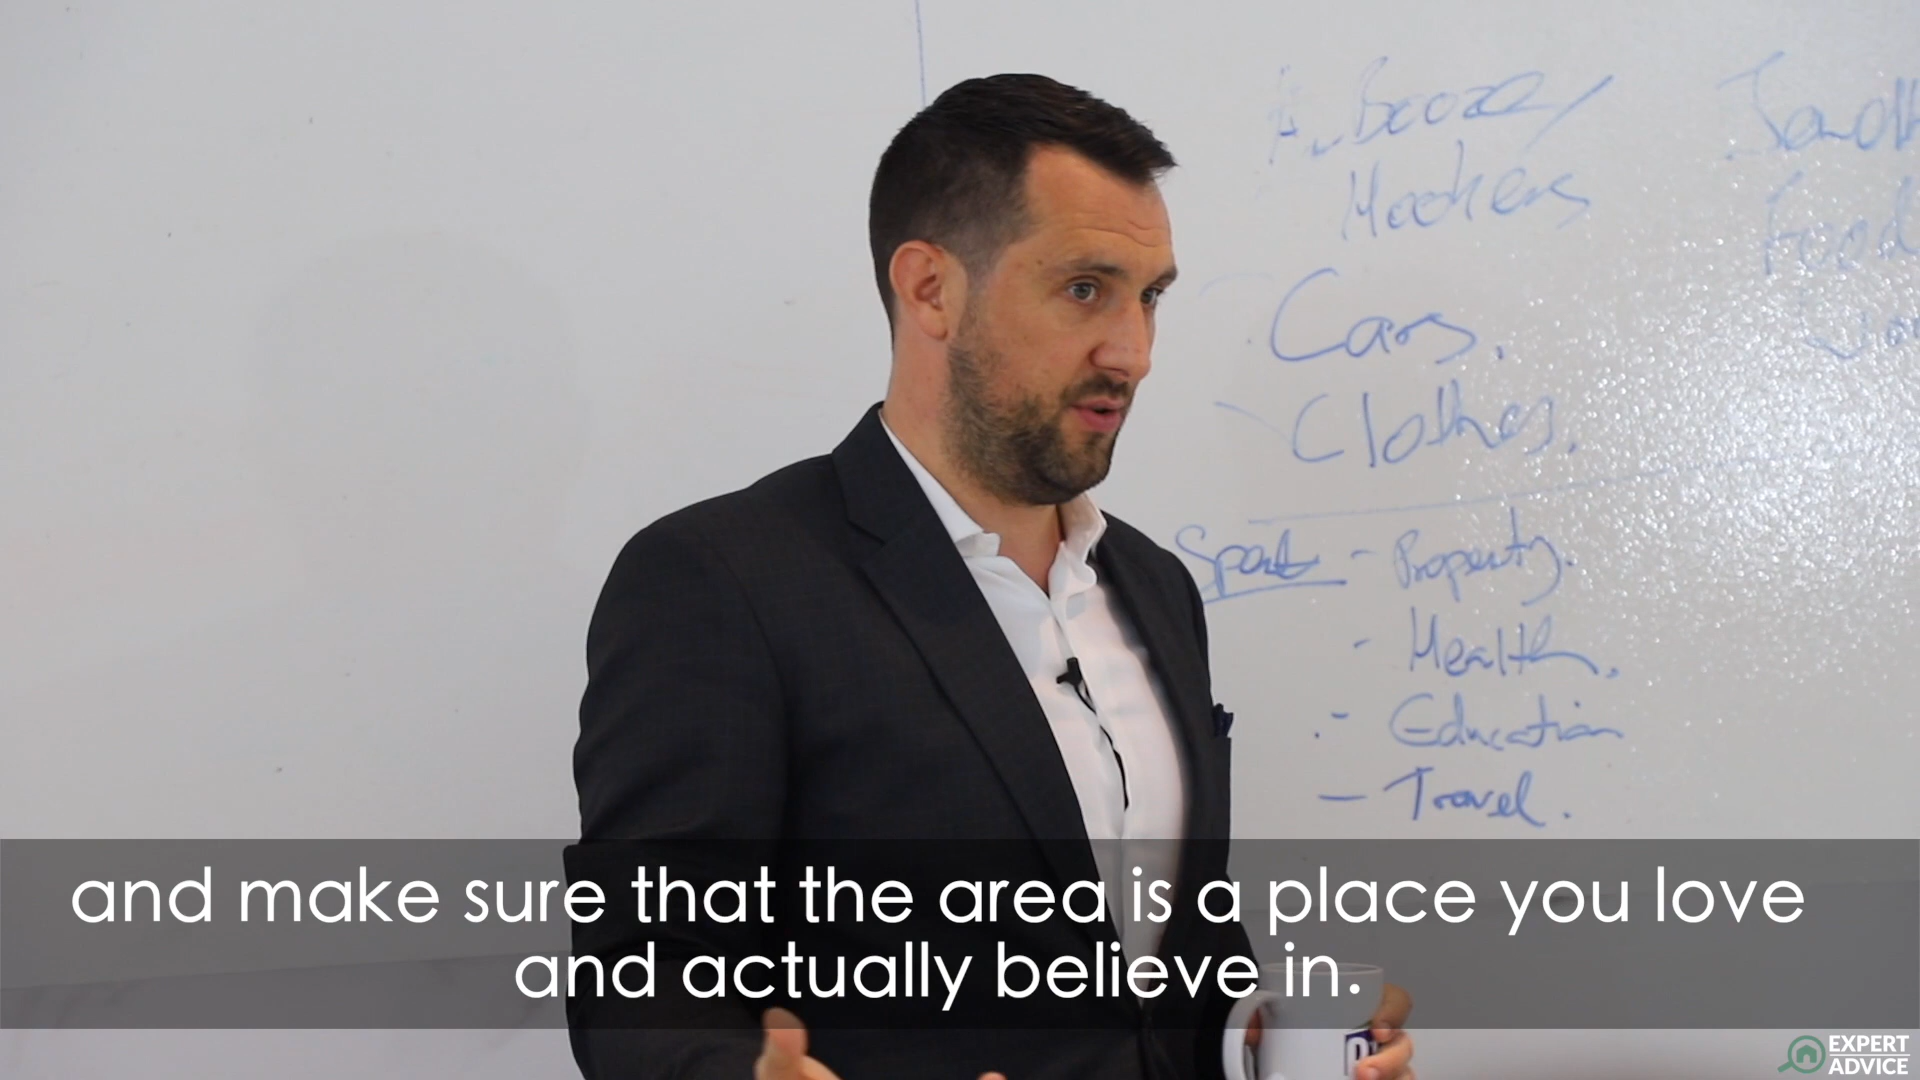 Booze
Hookers
Cars.
Clothes.
Sport - Property.
- Health.
- Education
- Travel.
and make sure that the area is a place you love
and actually believe in.
EXPERT
ADVICE